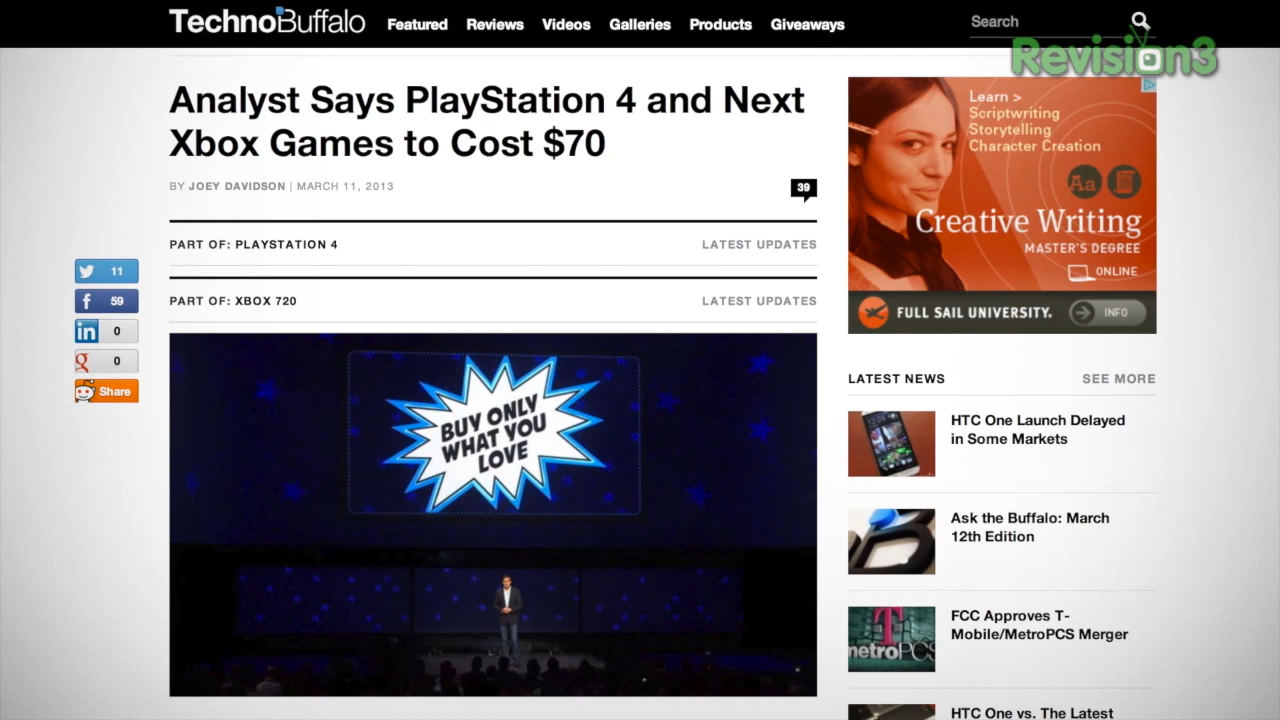 TechnoBuffalo
Featured Reviews Videos Galleries Products Giveaways
Search
Revision3
Analyst Says PlayStation 4 and Next
Xbox Games to Cost $70
BY JOEY DAVIDSON | MARCH 11, 2013
39
PART OF: PLAYSTATION 4
LATEST UPDATES
PART OF: XBOX 720
LATEST UPDATES
11
f 59
in 0
g 0
Share
BUY ONLY
WHAT YOU
LOVE
Learn >
Scriptwriting
Storytelling
Character Creation
Aa
Creative Writing
MASTER'S DEGREE
ONLINE
FULL SAIL UNIVERSITY.
INFO
LATEST NEWS
SEE MORE
HTC One Launch Delayed
in Some Markets
Ask the Buffalo: March
12th Edition
FCC Approves T-
Mobile/MetroPCS Merger
T
metroPCS
HTC One vs. The Latest